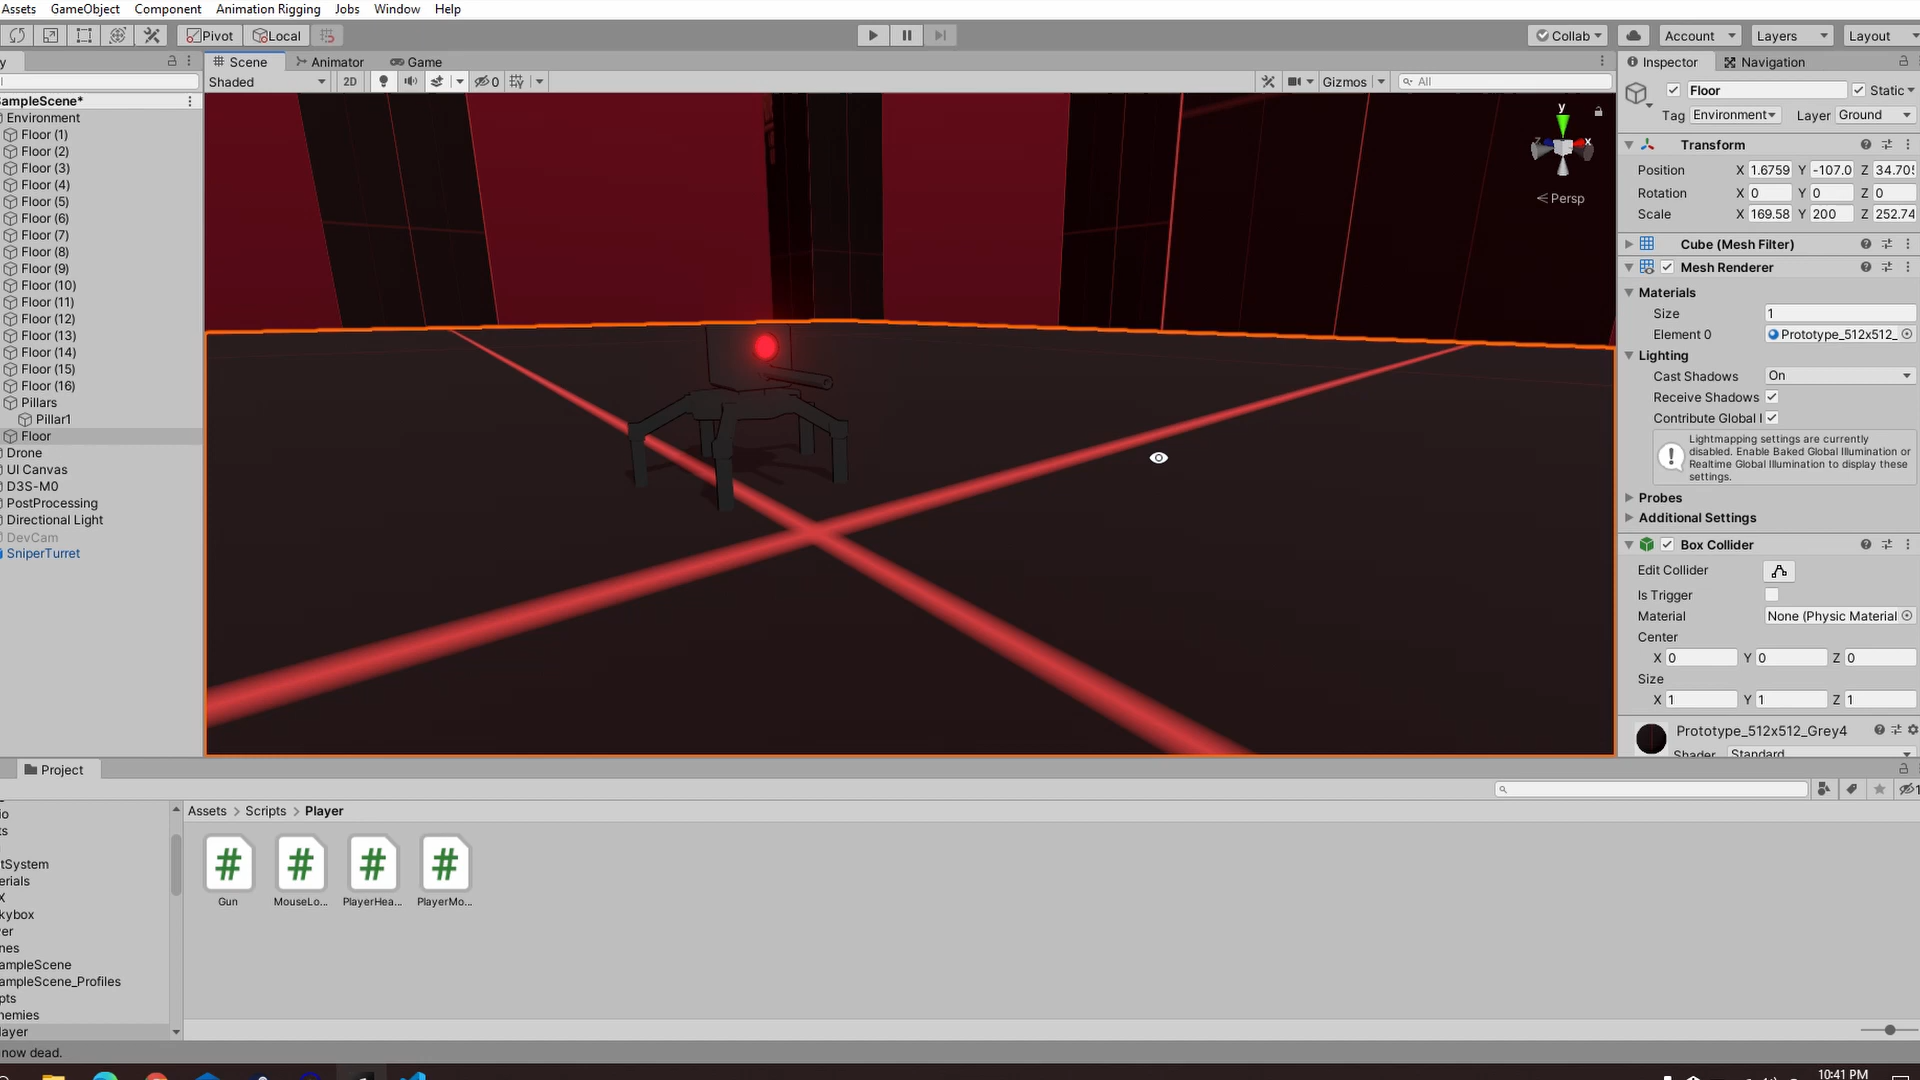 Assets GameObject Component Animation Rigging Jobs Window Help
Pivot Local Collab Account Layers Layout
y Scene Animator Game Inspector Navigation
Shaded 2D 0 Gizmos All
ampleScene*
Environment
Floor (1)
Floor (2)
Floor (3)
Floor (4)
Floor (5)
Floor (6)
Floor (7)
Floor (8)
Floor (9)
Floor (10)
Floor (11)
Floor (12)
Floor (13)
Floor (14)
Floor (15)
Floor (16)
Pillars
Pillar1
Floor
Drone
UI Canvas
D3S-M0
PostProcessing
Directional Light
DevCam
SniperTurret
y
z x
Persp
Floor Static
Tag Environment Layer Ground
Transform
Position X 1.6759 Y -107.0 Z 34.705
Rotation X 0 Y 0 Z 0
Scale X 169.58 Y 200 Z 252.74
Cube (Mesh Filter)
Mesh Renderer
Materials
Size 1
Element 0 Prototype_512x512_
Lighting
Cast Shadows On
Receive Shadows
Contribute Global I
Lightmapping settings are currently
disabled. Enable Baked Global Illumination or
Realtime Global Illumination to display these
settings.
Probes
Additional Settings
Box Collider
Edit Collider
Is Trigger
Material None (Physic Material
Center
X 0 Y 0 Z 0
Size
X 1 Y 1 Z 1
Prototype_512x512_Grey4
Shader Standard
Project
Assets > Scripts > Player
io
ts
tSystem
erials
X
kybox
yer
nes
ampleScene
ampleScene_Profiles
pts
nemies
layer
Gun MouseLo... PlayerHea... PlayerMo...
now dead.
10:41 PM